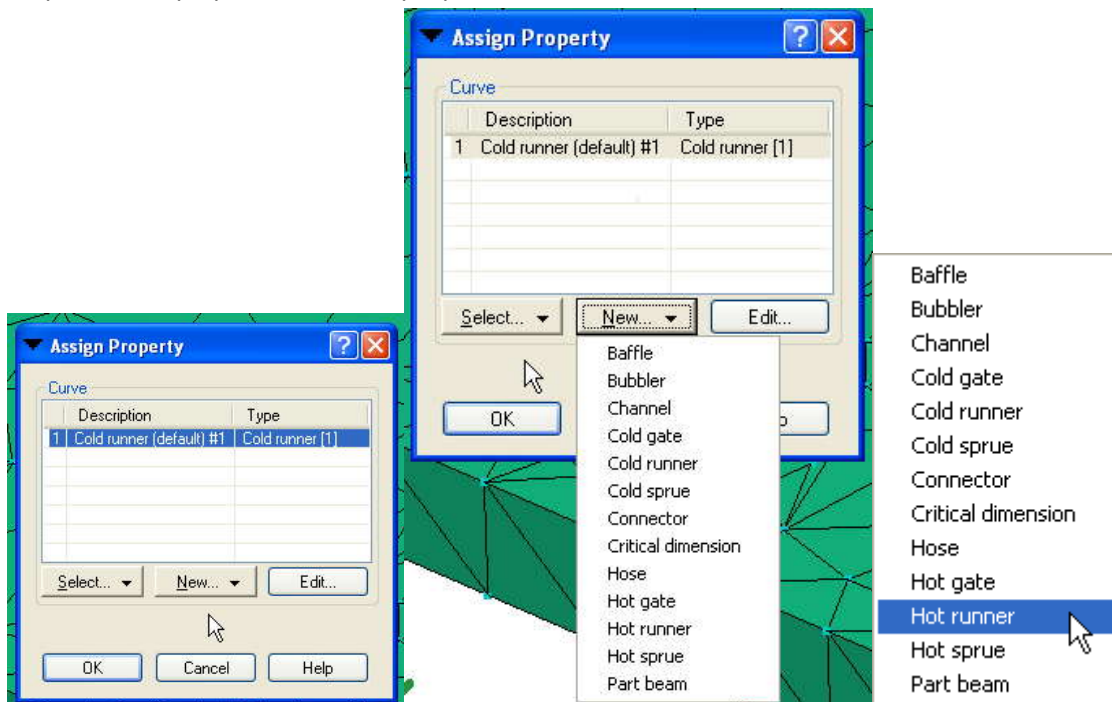 Assign Property
Curve
Description Type
1 Cold runner (default) #1 Cold runner [1]
Select... New... Edit...
OK Cancel Help
Assign Property
Curve
Description Type
1 Cold runner (default) #1 Cold runner [1]
Select... New... Edit...
OK
Baffle
Bubbler
Channel
Cold gate
Cold runner
Cold sprue
Connector
Critical dimension
Hose
Hot gate
Hot runner
Hot sprue
Part beam
Baffle
Bubbler
Channel
Cold gate
Cold runner
Cold sprue
Connector
Critical dimension
Hose
Hot gate
Hot runner
Hot sprue
Part beam